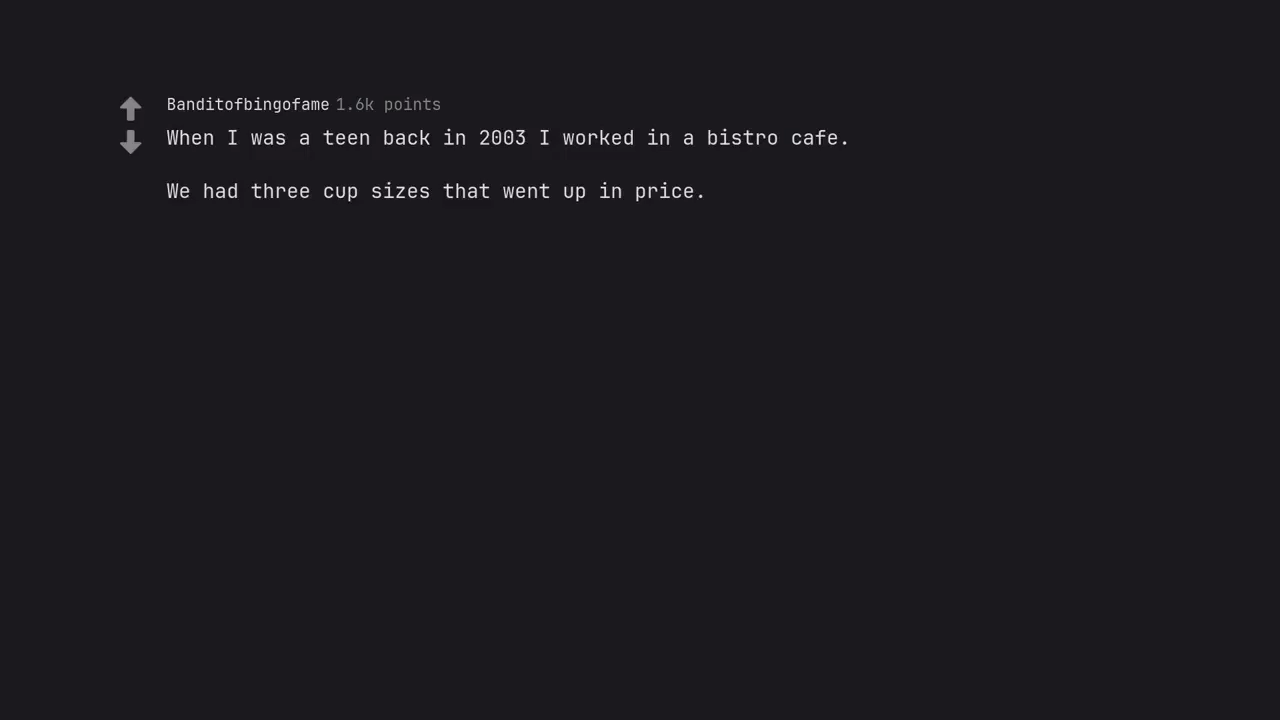 Banditofbingofame 1.6k points
When I was a teen back in 2003 I worked in a bistro cafe.
We had three cup sizes that went up in price.